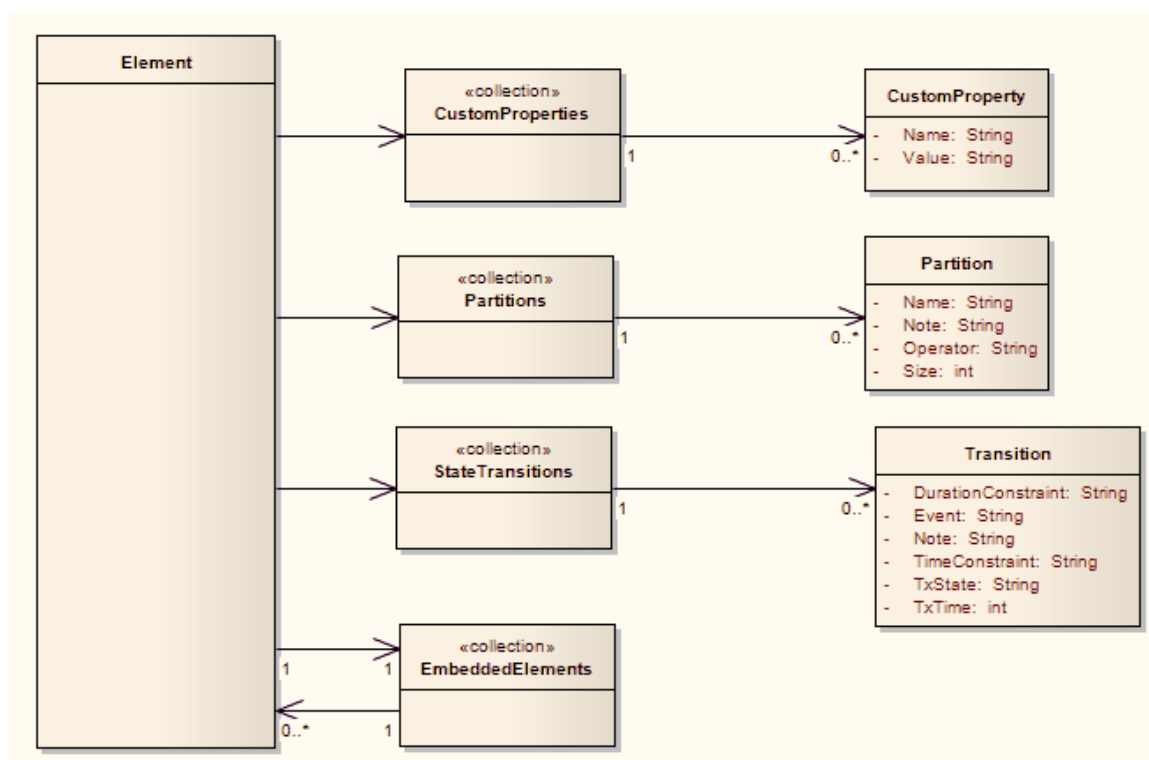 Element
«collection»
CustomProperties
1
0..*
CustomProperty
- Name: String
- Value: String
«collection»
Partitions
1
0..*
Partition
- Name: String
- Note: String
- Operator: String
- Size: int
«collection»
StateTransitions
1
0..*
Transition
- DurationConstraint: String
- Event: String
- Note: String
- TimeConstraint: String
- TxState: String
- TxTime: int
«collection»
EmbeddedElements
1
1
0..*
1